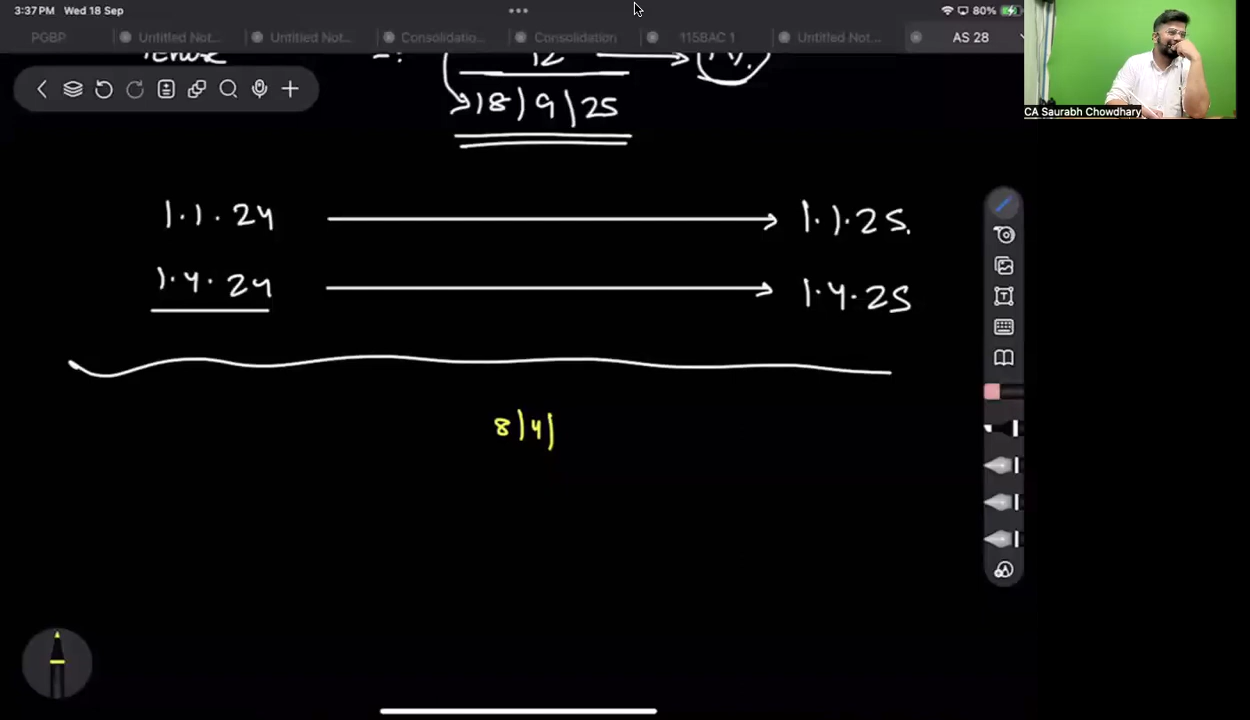 3:37 PM Wed 18 Sep 80%
PGBP Untitled Not... Untitled Not... Consolidatio... Consolidation 115BAC 1 Untitled Not... AS 28
CA Saurabh Chowdhary
12
18/9/25
1.1.24 1.1.25.
1.4.24 1.4.25
8/4/